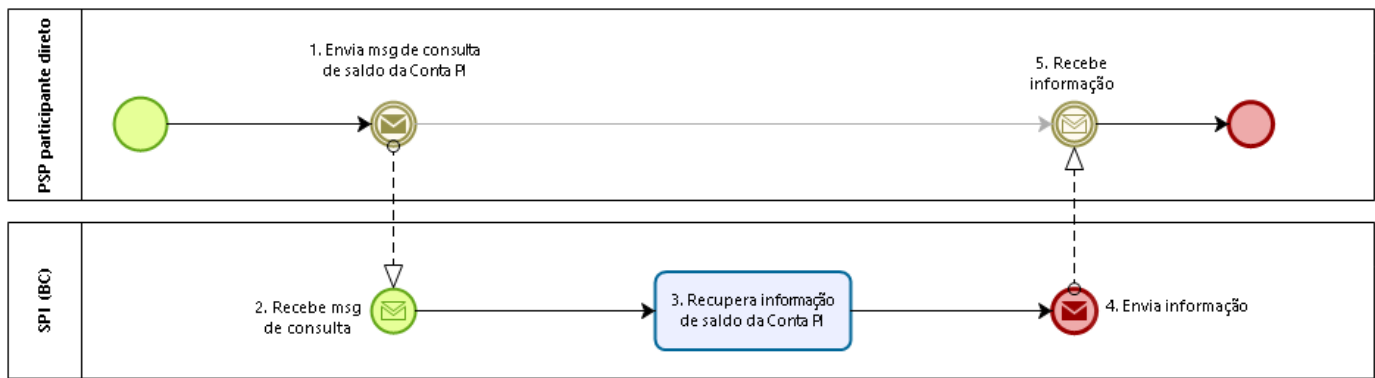 PSP participante direto
1. Envia msg de consulta
de saldo da Conta PI
5. Recebe
informação
SPI (BC)
2. Recebe msg
de consulta
3. Recupera informação
de saldo da Conta PI
4. Envia informação